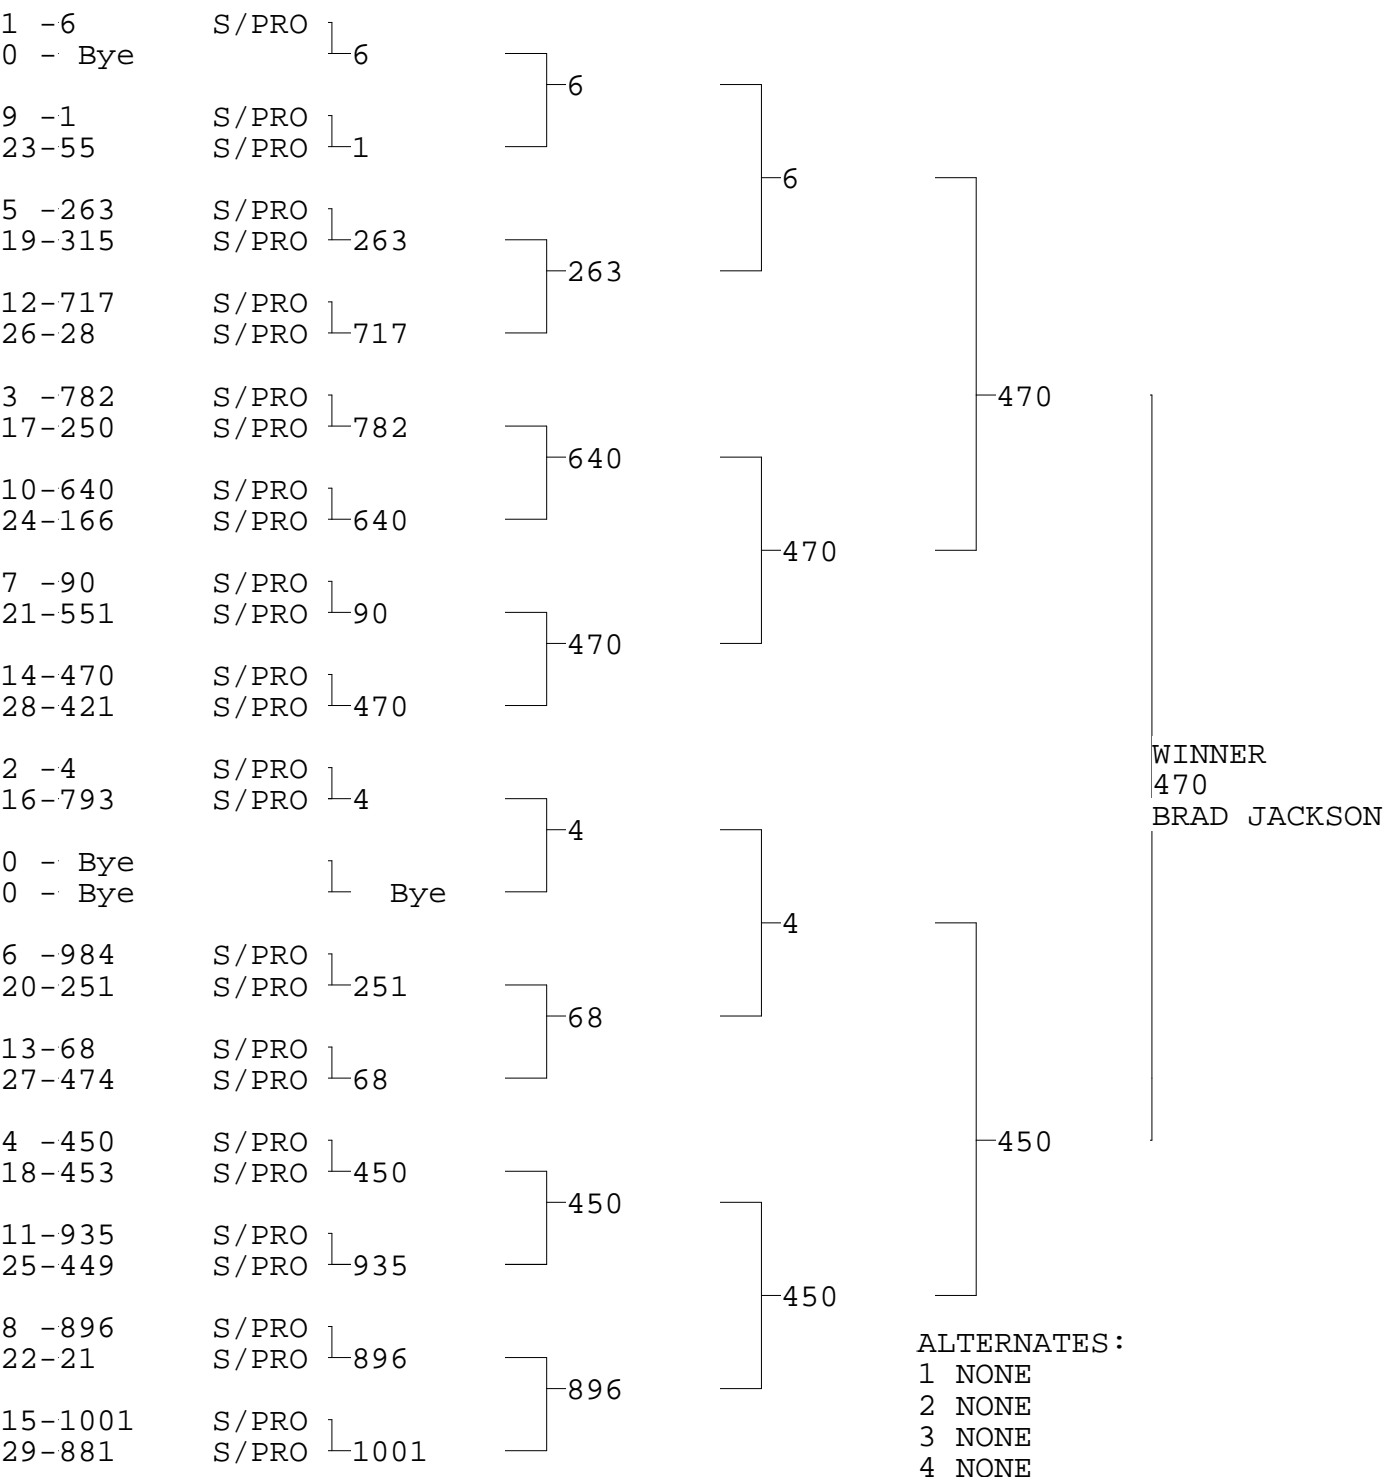 1 -6 S/PRO
0 - Bye 6
6
9 -1 S/PRO
23-55 S/PRO 1
6
5 -263 S/PRO
19-315 S/PRO 263
263
12-717 S/PRO
26-28 S/PRO 717
3 -782 S/PRO 470
17-250 S/PRO 782
640
10-640 S/PRO
24-166 S/PRO 640
470
7 -90 S/PRO
21-551 S/PRO 90
470
14-470 S/PRO
28-421 S/PRO 470
WINNER
2 -4 S/PRO
16-793 S/PRO 4 470
BRAD JACKSON
4
0 - Bye
0 - Bye Bye
4
6 -984 S/PRO
20-251 S/PRO 251
68
13-68 S/PRO
27-474 S/PRO 68
4 -450 S/PRO 450
18-453 S/PRO 450
450
11-935 S/PRO
25-449 S/PRO 935
450
8 -896 S/PRO
ALTERNATES:
22-21 S/PRO 896
1 NONE
896
2 NONE
15-1001 S/PRO
3 NONE
29-881 S/PRO 1001
4 NONE